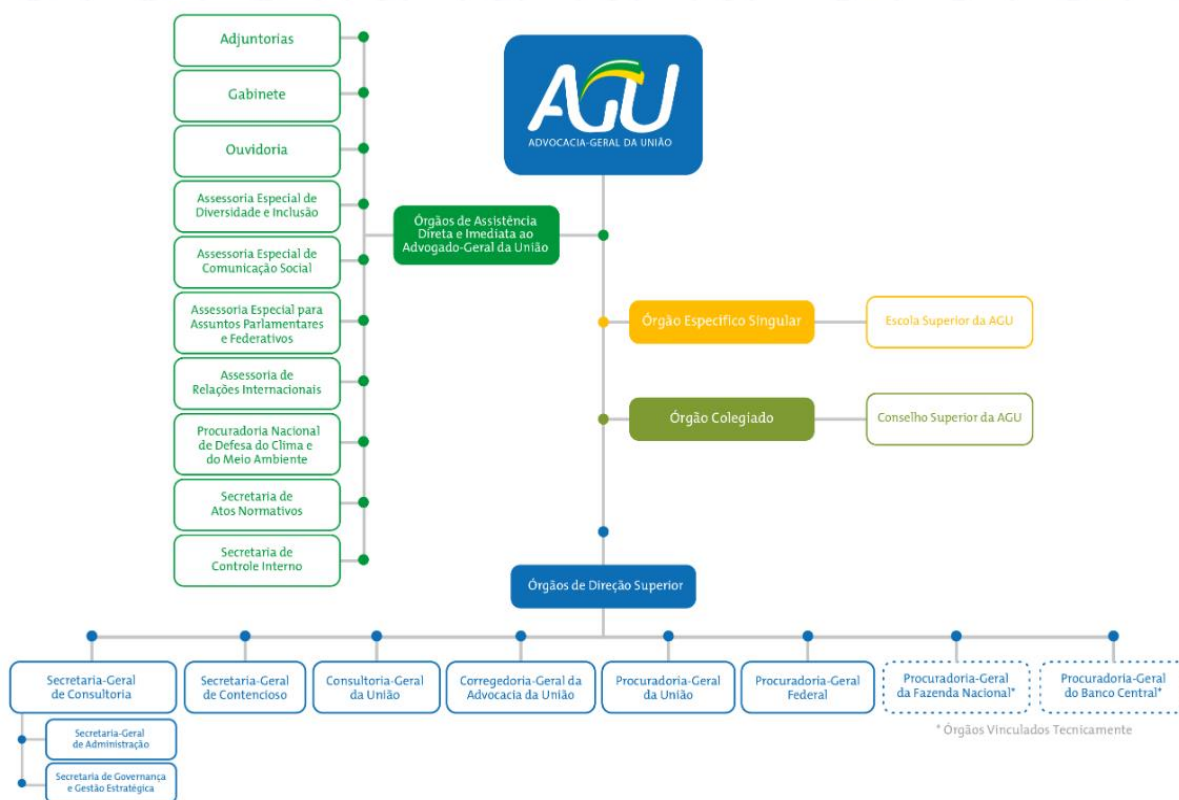 AGU
ADVOCACIA-GERAL DA UNIÃO
Adjuntorias
Gabinete
Ouvidoria
Assessoria Especial de
Diversidade e Inclusão
Assessoria Especial de
Comunicação Social
Assessoria Especial para
Assuntos Parlamentares
e Federativos
Assessoria de
Relações Internacionais
Procuradoria Nacional
de Defesa do Clima e
do Meio Ambiente
Secretaria de
Atos Normativos
Secretaria de
Controle Interno
Órgãos de Assistência
Direta e Imediata ao
Advogado-Geral da União
Órgão Específico Singular
Escola Superior da AGU
Órgão Colegiado
Conselho Superior da AGU
Órgãos de Direção Superior
Secretaria-Geral
de Consultoria
Secretaria-Geral
de Administração
Secretaria de Governança
e Gestão Estratégica
Secretaria-Geral
de Contencioso
Consultoria-Geral
da União
Corregedoria-Geral da
Advocacia da União
Procuradoria-Geral
da União
Procuradoria-Geral
Federal
Procuradoria-Geral
da Fazenda Nacional*
Procuradoria-Geral
do Banco Central*
* Órgãos Vinculados Tecnicamente